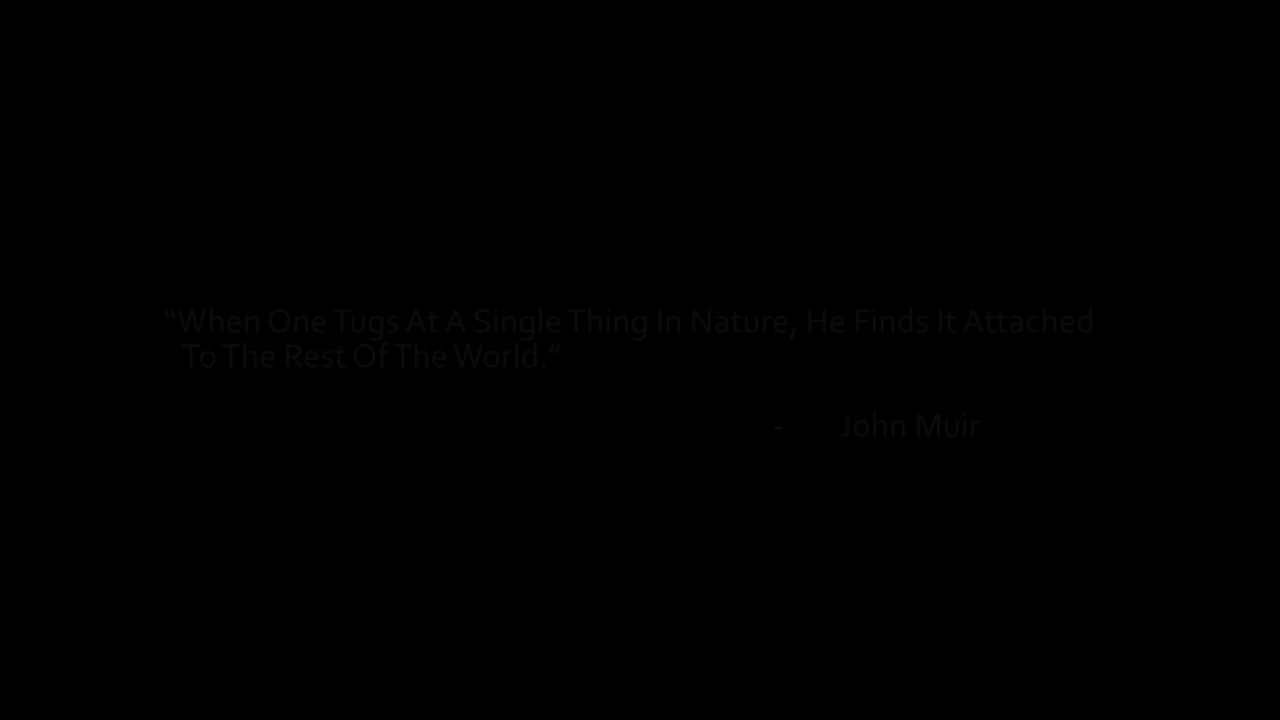 “When One Tugs At A Single Thing In Nature, He Finds It Attached
To The Rest Of The World.”
- John Muir